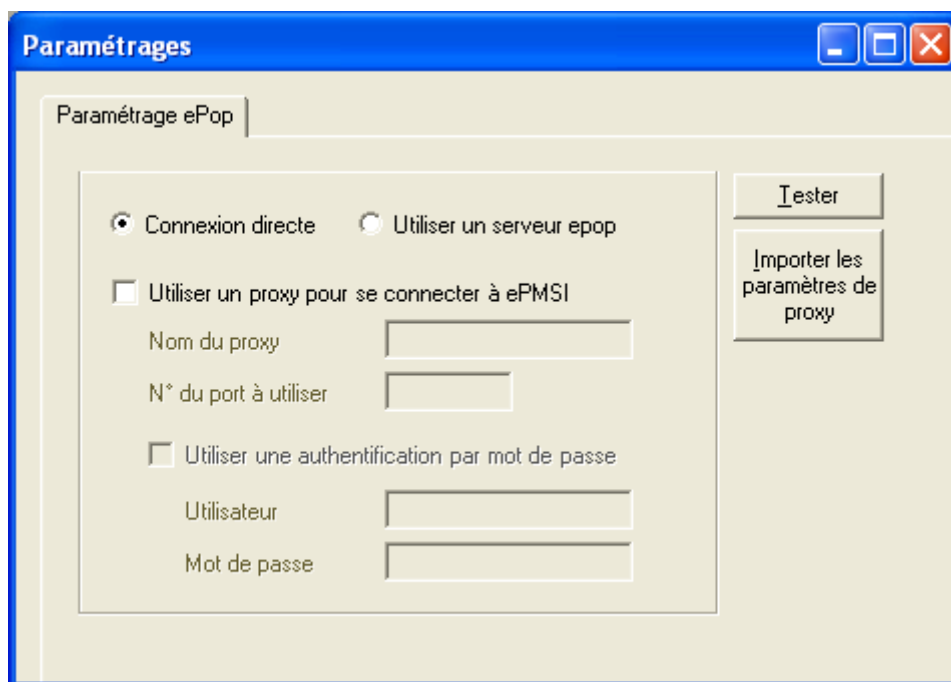 Paramétrages
Paramétrage ePop
Connexion directe
Utiliser un serveur epop
Tester
Importer les
paramètres de
proxy
Utiliser un proxy pour se connecter à ePMSI
Nom du proxy
N° du port à utiliser
Utiliser une authentification par mot de passe
Utilisateur
Mot de passe